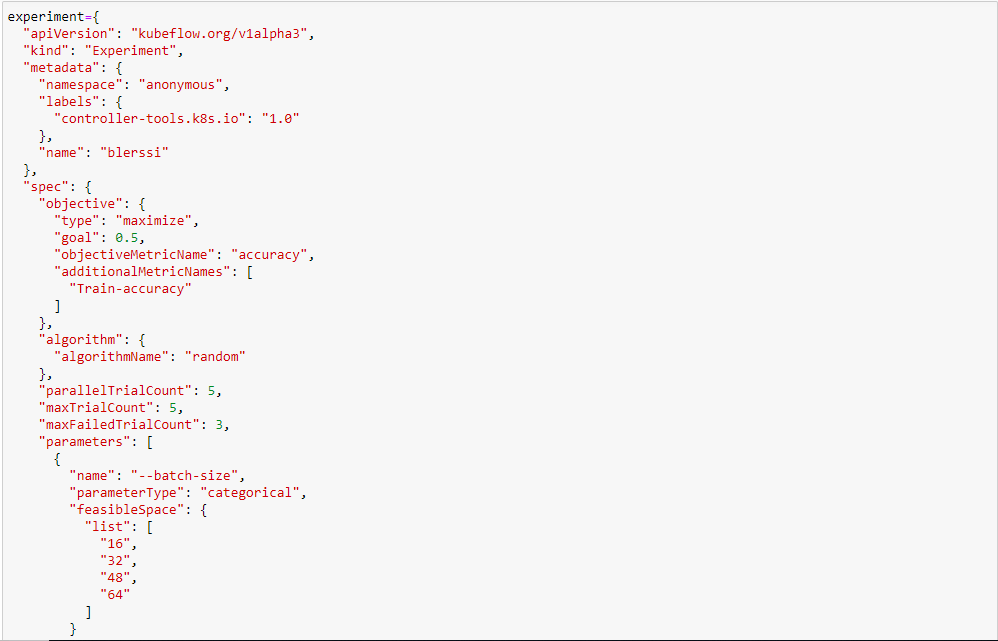 experiment={
  "apiVersion": "kubeflow.org/v1alpha3",
  "kind": "Experiment",
  "metadata": {
    "namespace": "anonymous",
    "labels": {
      "controller-tools.k8s.io": "1.0"
    },
    "name": "blerssi"
  },
  "spec": {
    "objective": {
      "type": "maximize",
      "goal": 0.5,
      "objectiveMetricName": "accuracy",
      "additionalMetricNames": [
        "Train-accuracy"
      ]
    },
    "algorithm": {
      "algorithmName": "random"
    },
    "parallelTrialCount": 5,
    "maxTrialCount": 5,
    "maxFailedTrialCount": 3,
    "parameters": [
      {
        "name": "--batch-size",
        "parameterType": "categorical",
        "feasibleSpace": {
          "list": [
            "16",
            "32",
            "48",
            "64"
          ]
        }